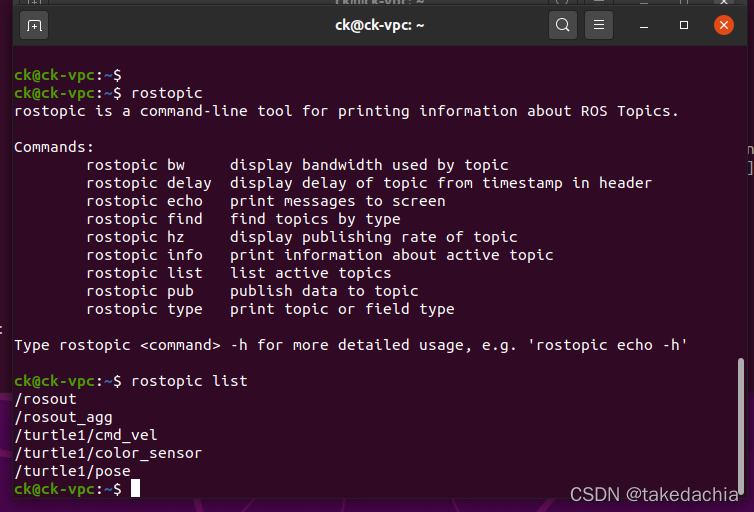 ck@ck-vpc: ~
ck@ck-vpc:~$
ck@ck-vpc:~$ rostopic
rostopic is a command-line tool for printing information about ROS Topics.
Commands:
rostopic bw     display bandwidth used by topic
rostopic delay  display delay of topic from timestamp in header
rostopic echo   print messages to screen
rostopic find   find topics by type
rostopic hz     display publishing rate of topic
rostopic info   print information about active topic
rostopic list   list active topics
rostopic pub    publish data to topic
rostopic type   print topic or field type
Type rostopic <command> -h for more detailed usage, e.g. 'rostopic echo -h'
ck@ck-vpc:~$ rostopic list
/rosout
/rosout_agg
/turtle1/cmd_vel
/turtle1/color_sensor
/turtle1/pose
ck@ck-vpc:~$
CSDN @takedachia